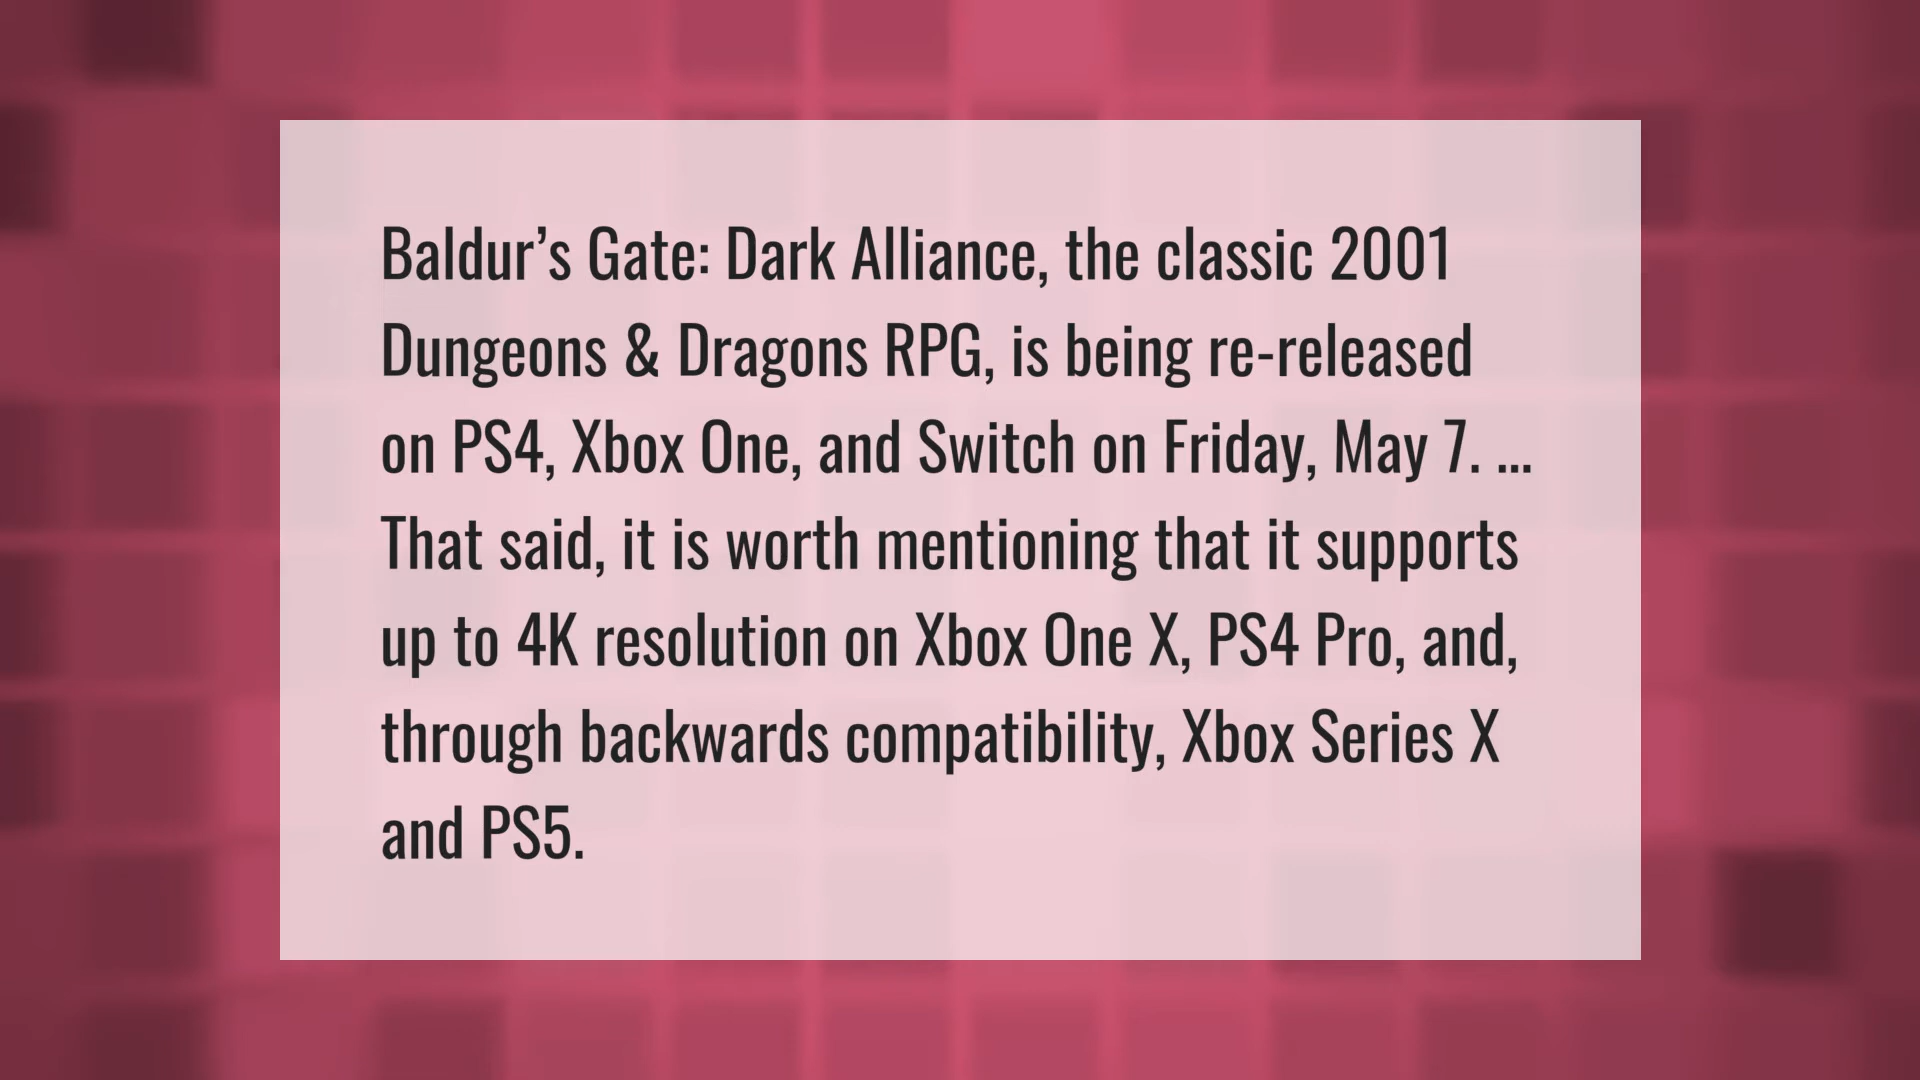 Baldur’s Gate: Dark Alliance, the classic 2001
Dungeons & Dragons RPG, is being re-released
on PS4, Xbox One, and Switch on Friday, May 7. ...
That said, it is worth mentioning that it supports
up to 4K resolution on Xbox One X, PS4 Pro, and,
through backwards compatibility, Xbox Series X
and PS5.